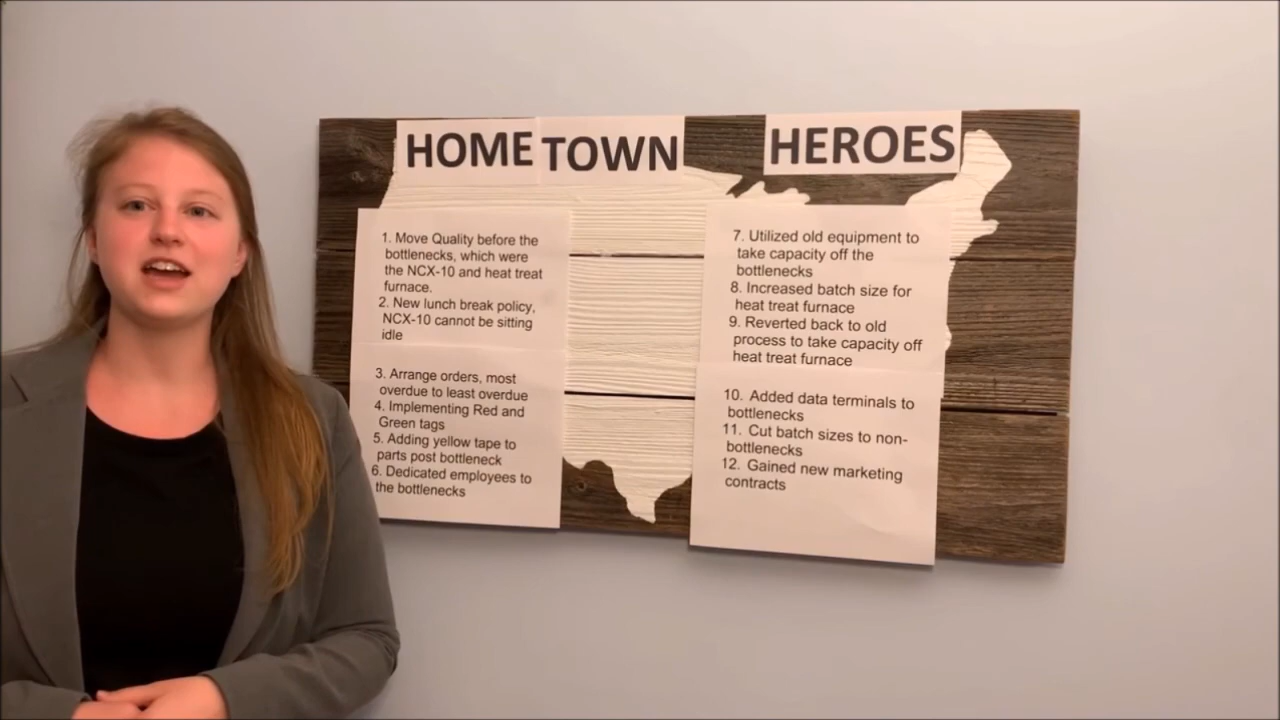 HOME TOWN HEROES
1. Move Quality before the
bottlenecks, which were
the NCX-10 and heat treat
furnace.
2. New lunch break policy,
NCX-10 cannot be sitting
idle
3. Arrange orders, most
overdue to least overdue
4. Implementing Red and
Green tags
5. Adding yellow tape to
parts post bottleneck
6. Dedicated employees to
the bottlenecks
7. Utilized old equipment to
take capacity off the
bottlenecks
8. Increased batch size for
heat treat furnace
9. Reverted back to old
process to take capacity off
heat treat furnace
10. Added data terminals to
bottlenecks
11. Cut batch sizes to non-
bottlenecks
12. Gained new marketing
contracts